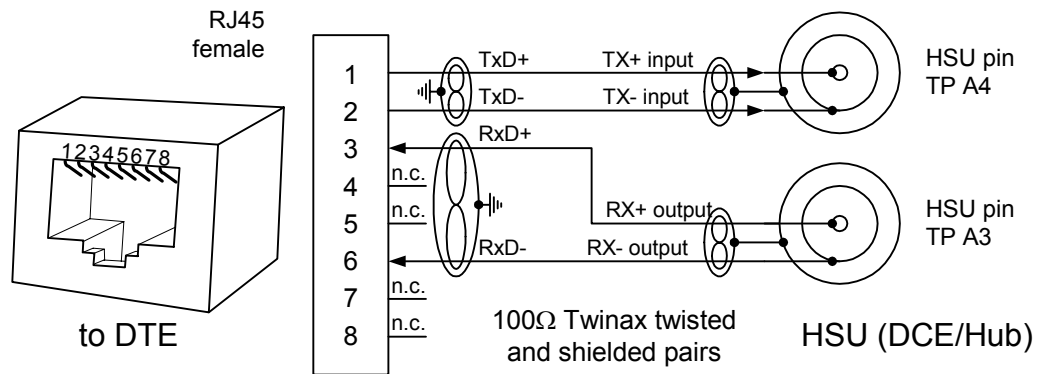 RJ45
female
12345678
to DTE
1
2
3
4
5
6
7
8
TxD+
TxD-
RxD+
n.c.
n.c.
RxD-
n.c.
n.c.
TX+ input
TX- input
RX+ output
RX- output
100Ω Twinax twisted
and shielded pairs
HSU pin
TP A4
HSU pin
TP A3
HSU (DCE/Hub)